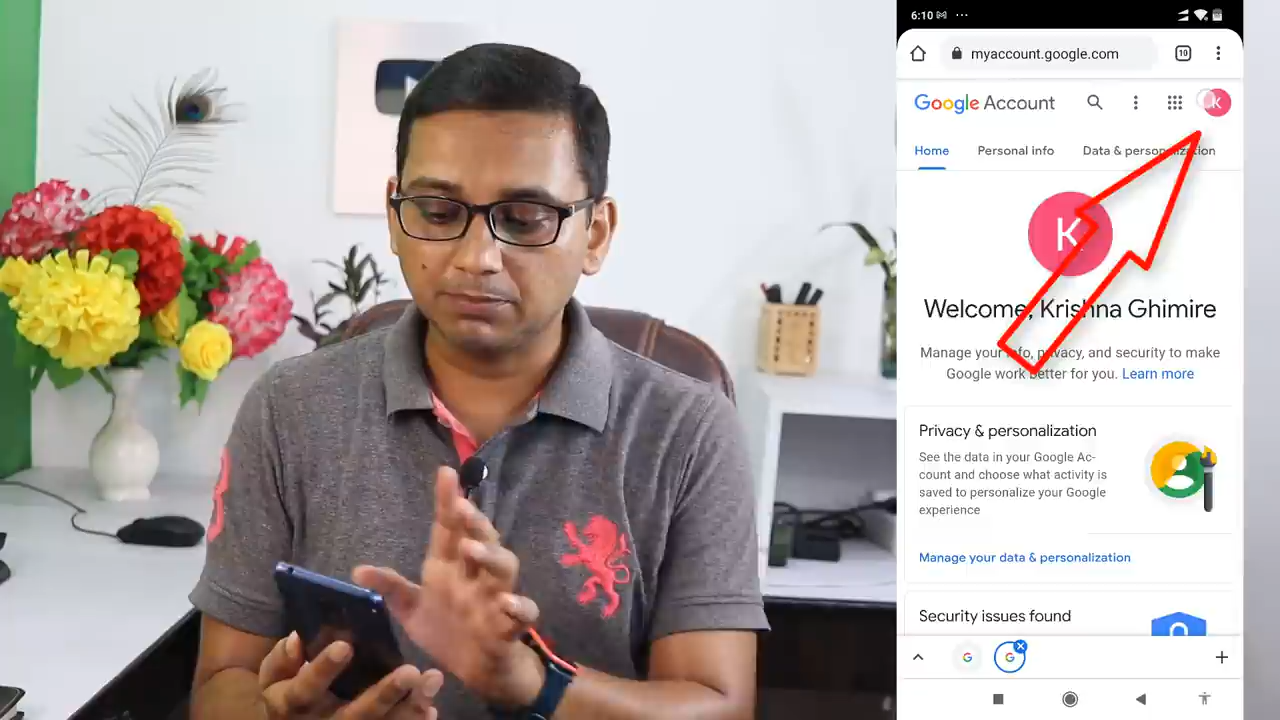 6:10
myaccount.google.com
10
Google Account
K
Home Personal info Data & personalization
K
Welcome, Krishna Ghimire
Manage your info, privacy, and security to make
Google work better for you. Learn more
Privacy & personalization
See the data in your Google Ac-
count and choose what activity is
saved to personalize your Google
experience
Manage your data & personalization
Security issues found
G G